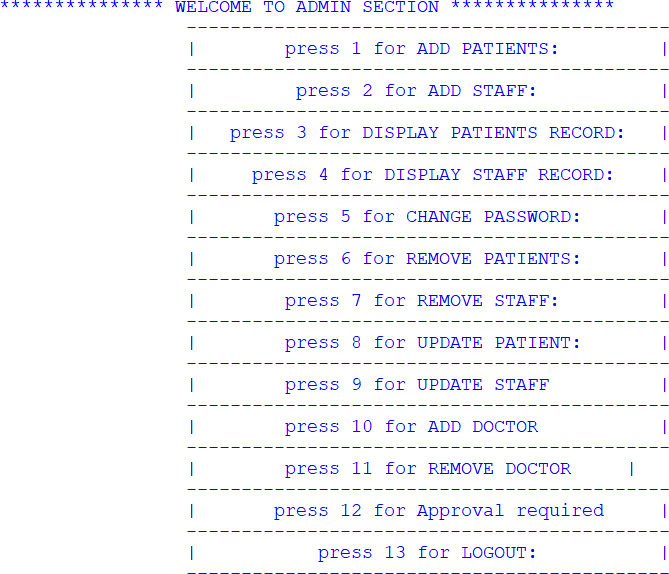 *************** WELCOME TO ADMIN SECTION ***************
--------------------------------------------
| press 1 for ADD PATIENTS: |
--------------------------------------------
| press 2 for ADD STAFF: |
--------------------------------------------
| press 3 for DISPLAY PATIENTS RECORD: |
--------------------------------------------
| press 4 for DISPLAY STAFF RECORD: |
--------------------------------------------
| press 5 for CHANGE PASSWORD: |
--------------------------------------------
| press 6 for REMOVE PATIENTS: |
--------------------------------------------
| press 7 for REMOVE STAFF: |
--------------------------------------------
| press 8 for UPDATE PATIENT: |
--------------------------------------------
| press 9 for UPDATE STAFF |
--------------------------------------------
| press 10 for ADD DOCTOR |
--------------------------------------------
| press 11 for REMOVE DOCTOR |
--------------------------------------------
| press 12 for Approval required |
--------------------------------------------
| press 13 for LOGOUT: |
--------------------------------------------